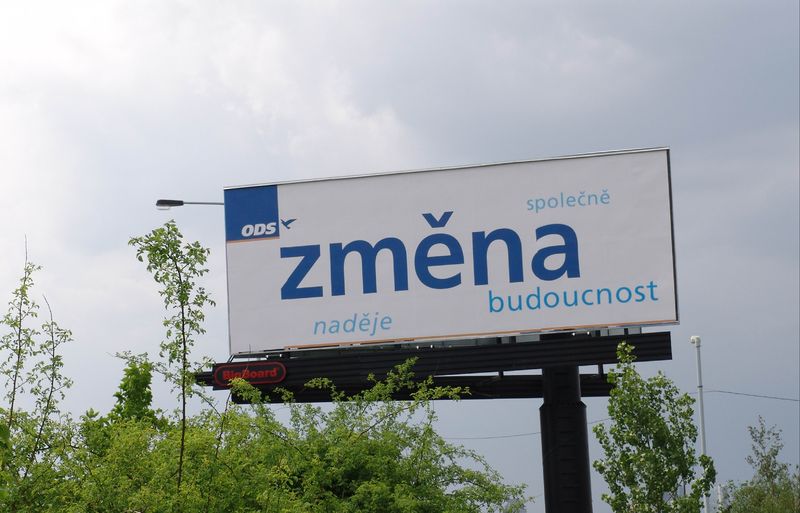 ODS
společně
změna
budoucnost
naděje
BigBoard